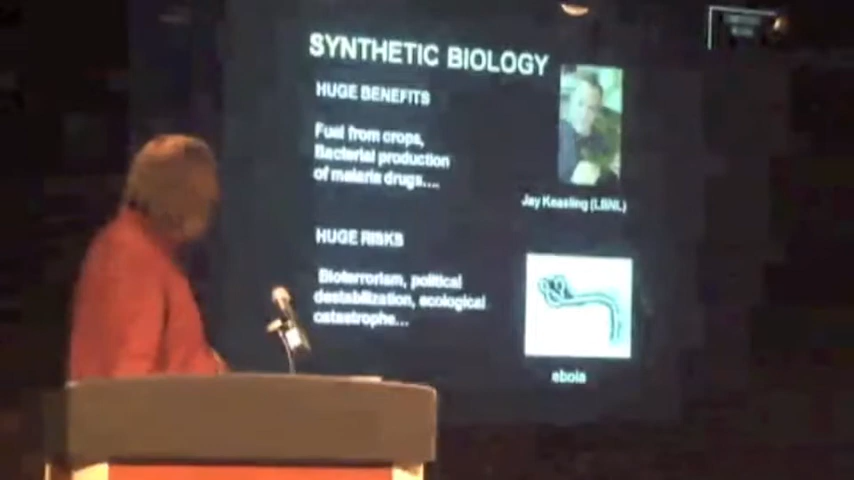 SYNTHETIC BIOLOGY
HUGE BENEFITS
Fuel from crops,
Bacterial production
of malaria drugs....
Jay Keasling (LBNL)
HUGE RISKS
Bioterrorism, political
destabilization, ecological
catastrophe...
ebola